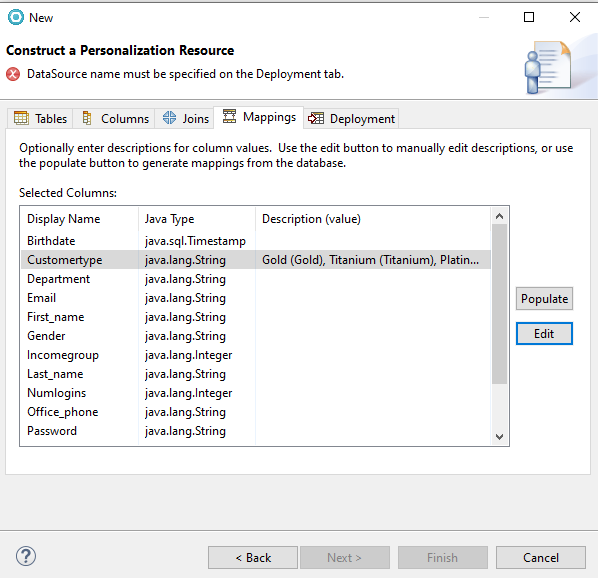 New
Construct a Personalization Resource
DataSource name must be specified on the Deployment tab.
Tables Columns Joins Mappings Deployment
Optionally enter descriptions for column values. Use the edit button to manually edit descriptions, or use
the populate button to generate mappings from the database.
Selected Columns:
Display Name Java Type Description (value)
Birthdate java.sql.Timestamp
Customertype java.lang.String Gold (Gold), Titanium (Titanium), Platin...
Department java.lang.String
Email java.lang.String
First_name java.lang.String
Gender java.lang.String
Incomegroup java.lang.Integer
Last_name java.lang.String
Numlogins java.lang.Integer
Office_phone java.lang.String
Password java.lang.String
Populate
Edit
? < Back Next > Finish Cancel